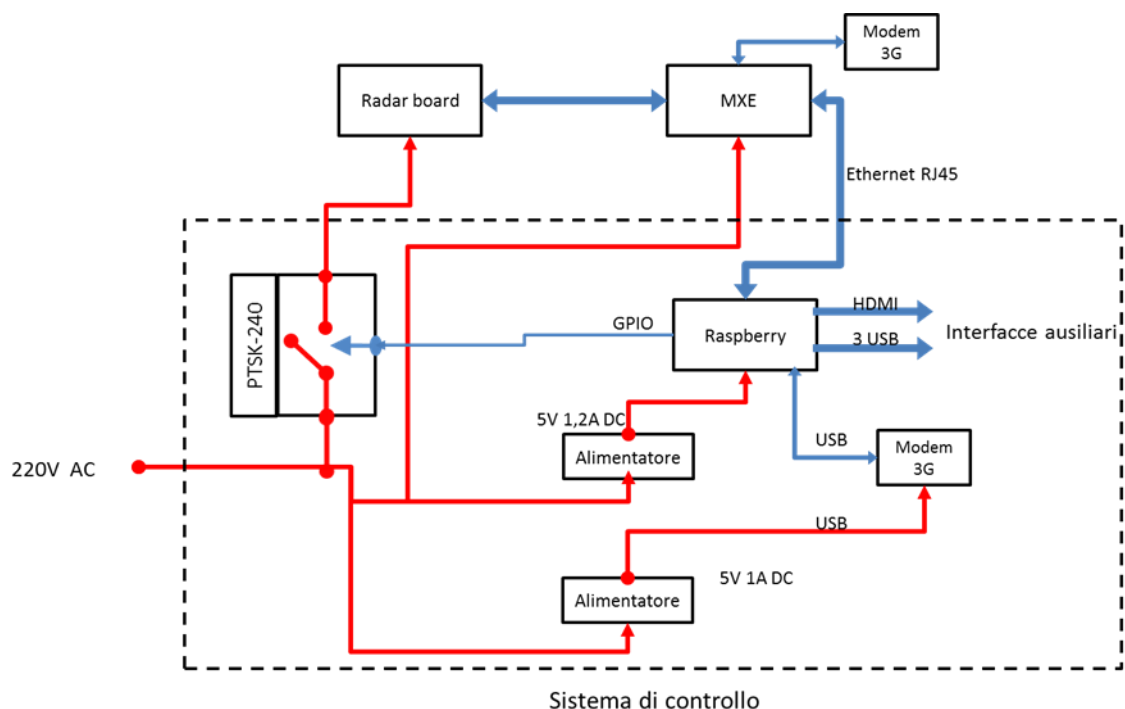 Modem
3G
Radar board
MXE
Ethernet RJ45
PTSK-240
GPIO
Raspberry
HDMI
3 USB
Interfacce ausiliari
5V 1,2A DC
Alimentatore
USB
Modem
3G
220V AC
USB
5V 1A DC
Alimentatore
Sistema di controllo